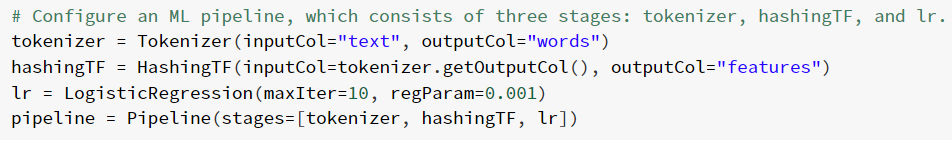 # Configure an ML pipeline, which consists of three stages: tokenizer, hashingTF, and lr.
tokenizer = Tokenizer(inputCol="text", outputCol="words")
hashingTF = HashingTF(inputCol=tokenizer.getOutputCol(), outputCol="features")
lr = LogisticRegression(maxIter=10, regParam=0.001)
pipeline = Pipeline(stages=[tokenizer, hashingTF, lr])